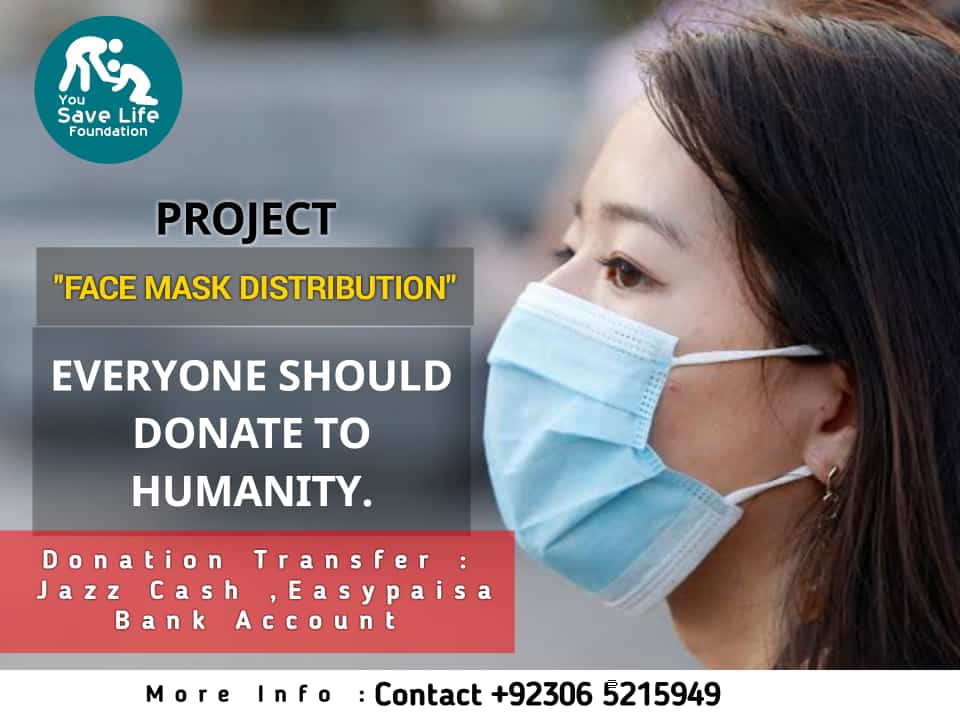 You
Save Life
Foundation
PROJECT
"FACE MASK DISTRIBUTION"
EVERYONE SHOULD
DONATE TO
HUMANITY.
Donation Transfer :
Jazz Cash ,Easypaisa
Bank Account
More Info : Contact +92306 5215949